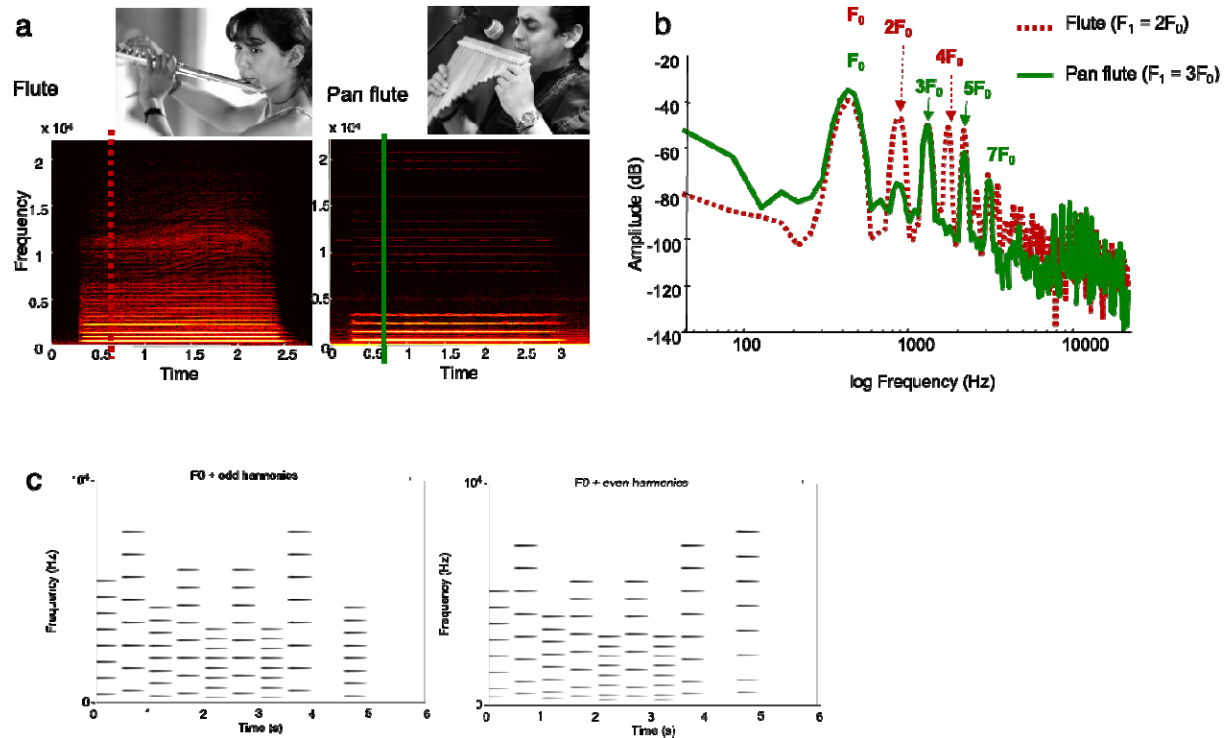 a
Flute
Pan flute
x 10⁴
x 10⁴
Frequency
2
1.5
1
0.5
0
0 0.5 1 1.5 2 2.5
Time
2
1.5
1
0.5
0
0 0.5 1 1.5 2 2.5 3
Time
b
F₀
F₀
2F₀
4F₀
3F₀
5F₀
7F₀
Flute (F₁ = 2F₀)
Pan flute (F₁ = 3F₀)
Amplitude (dB)
-20
-40
-60
-80
-100
-120
-140
100 1000 10000
log Frequency (Hz)
c
F0 + odd harmonics
Frequency (Hz)
0
0 1 2 3 4 5 6
Time (s)
F0 + even harmonics
10⁴
Frequency (Hz)
0
0 1 2 3 4 5 6
Time (s)